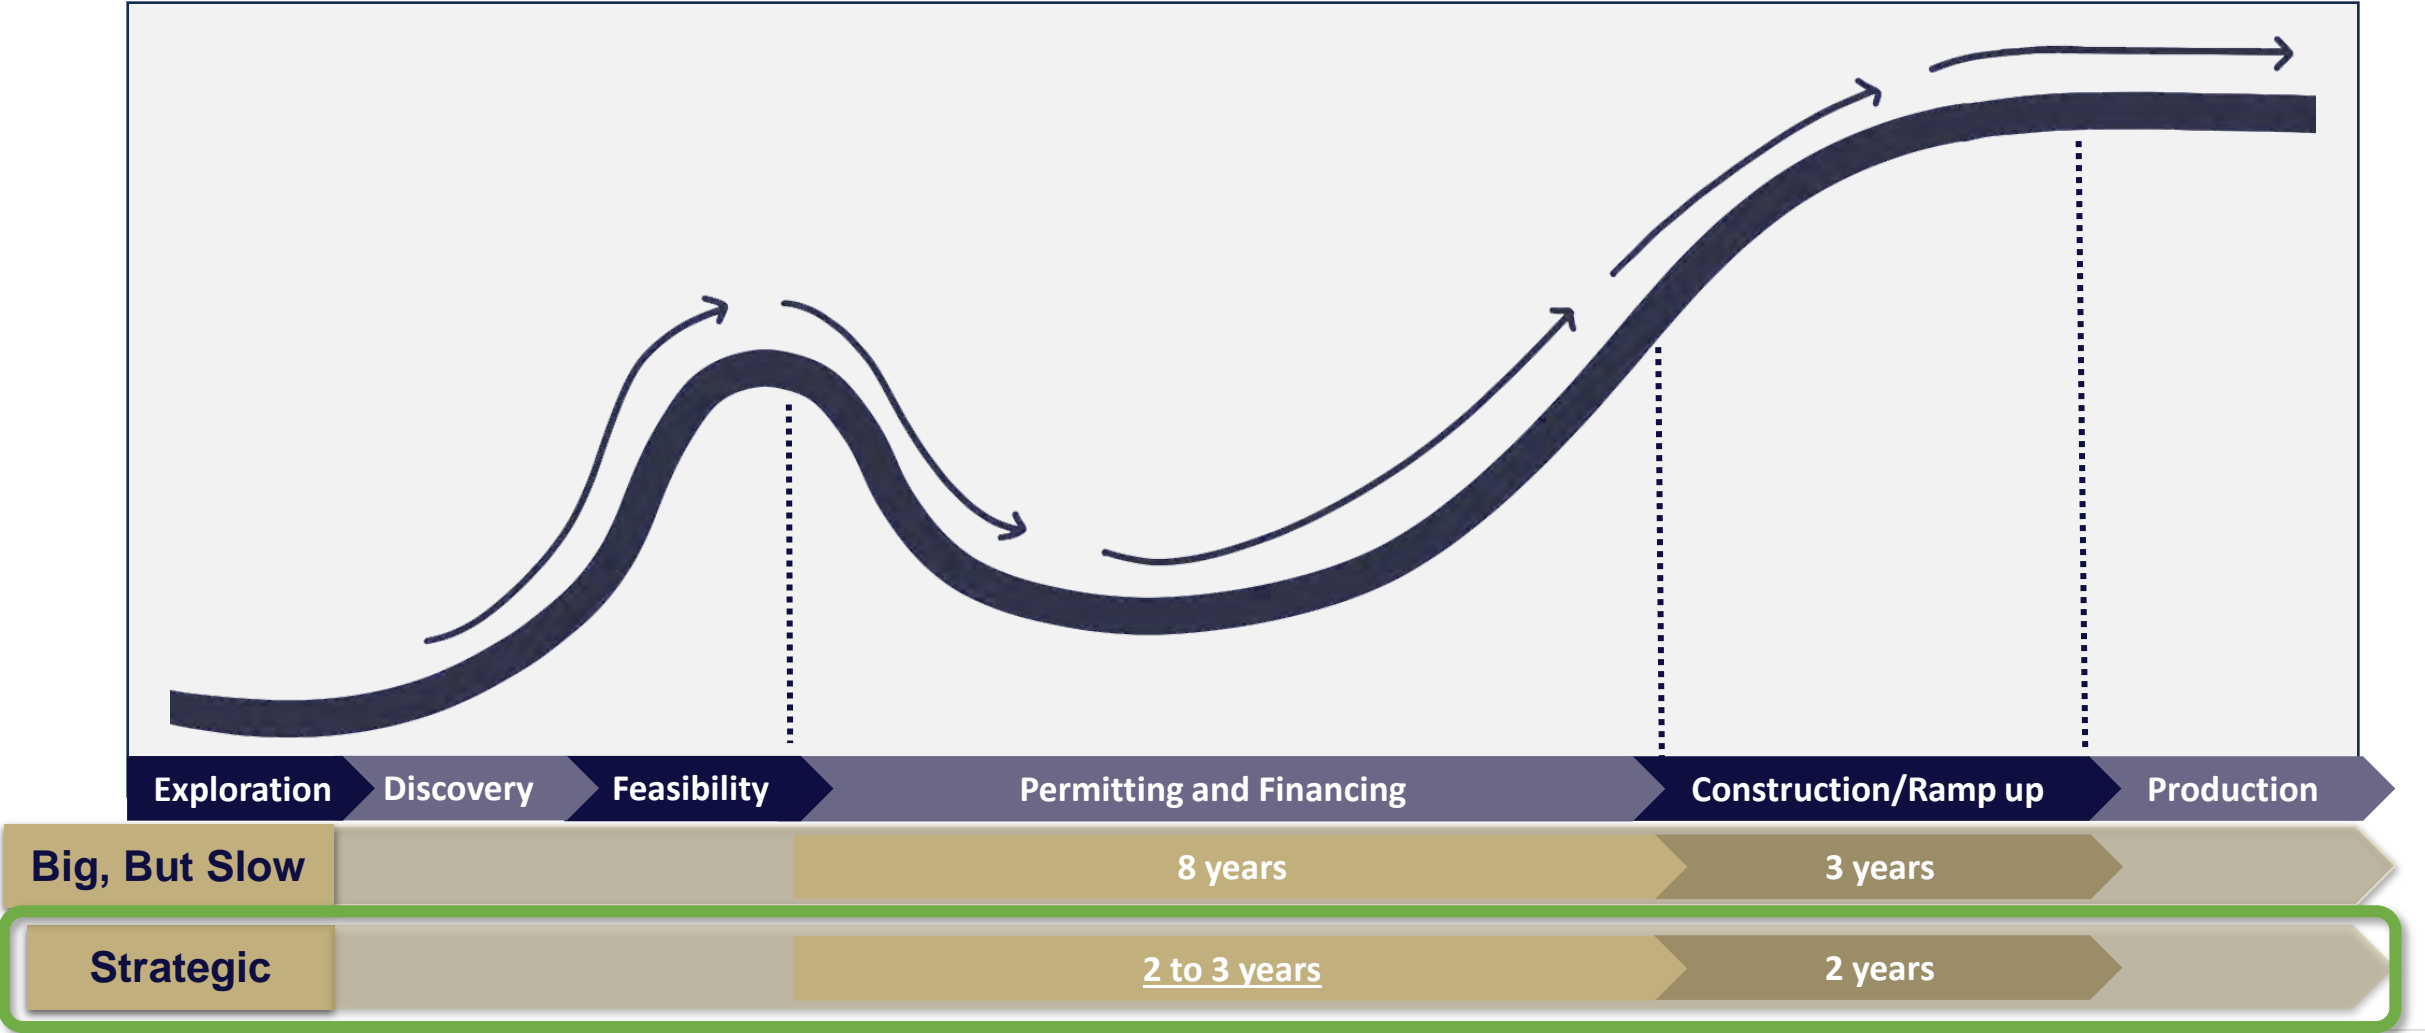 Exploration
Discovery
Feasibility
Permitting and Financing
Construction/Ramp up
Production
Big, But Slow
8 years
3 years
Strategic
2 to 3 years
2 years